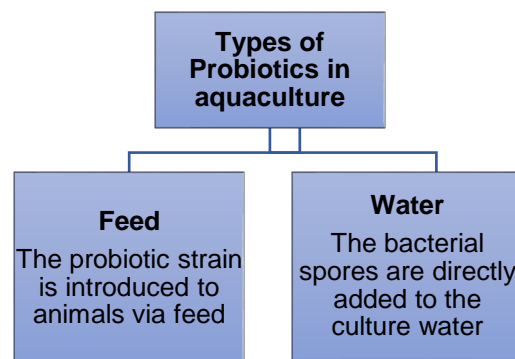 Types of
Probiotics in
aquaculture
Feed
The probiotic strain
is introduced to
animals via feed
Water
The bacterial
spores are directly
added to the
culture water